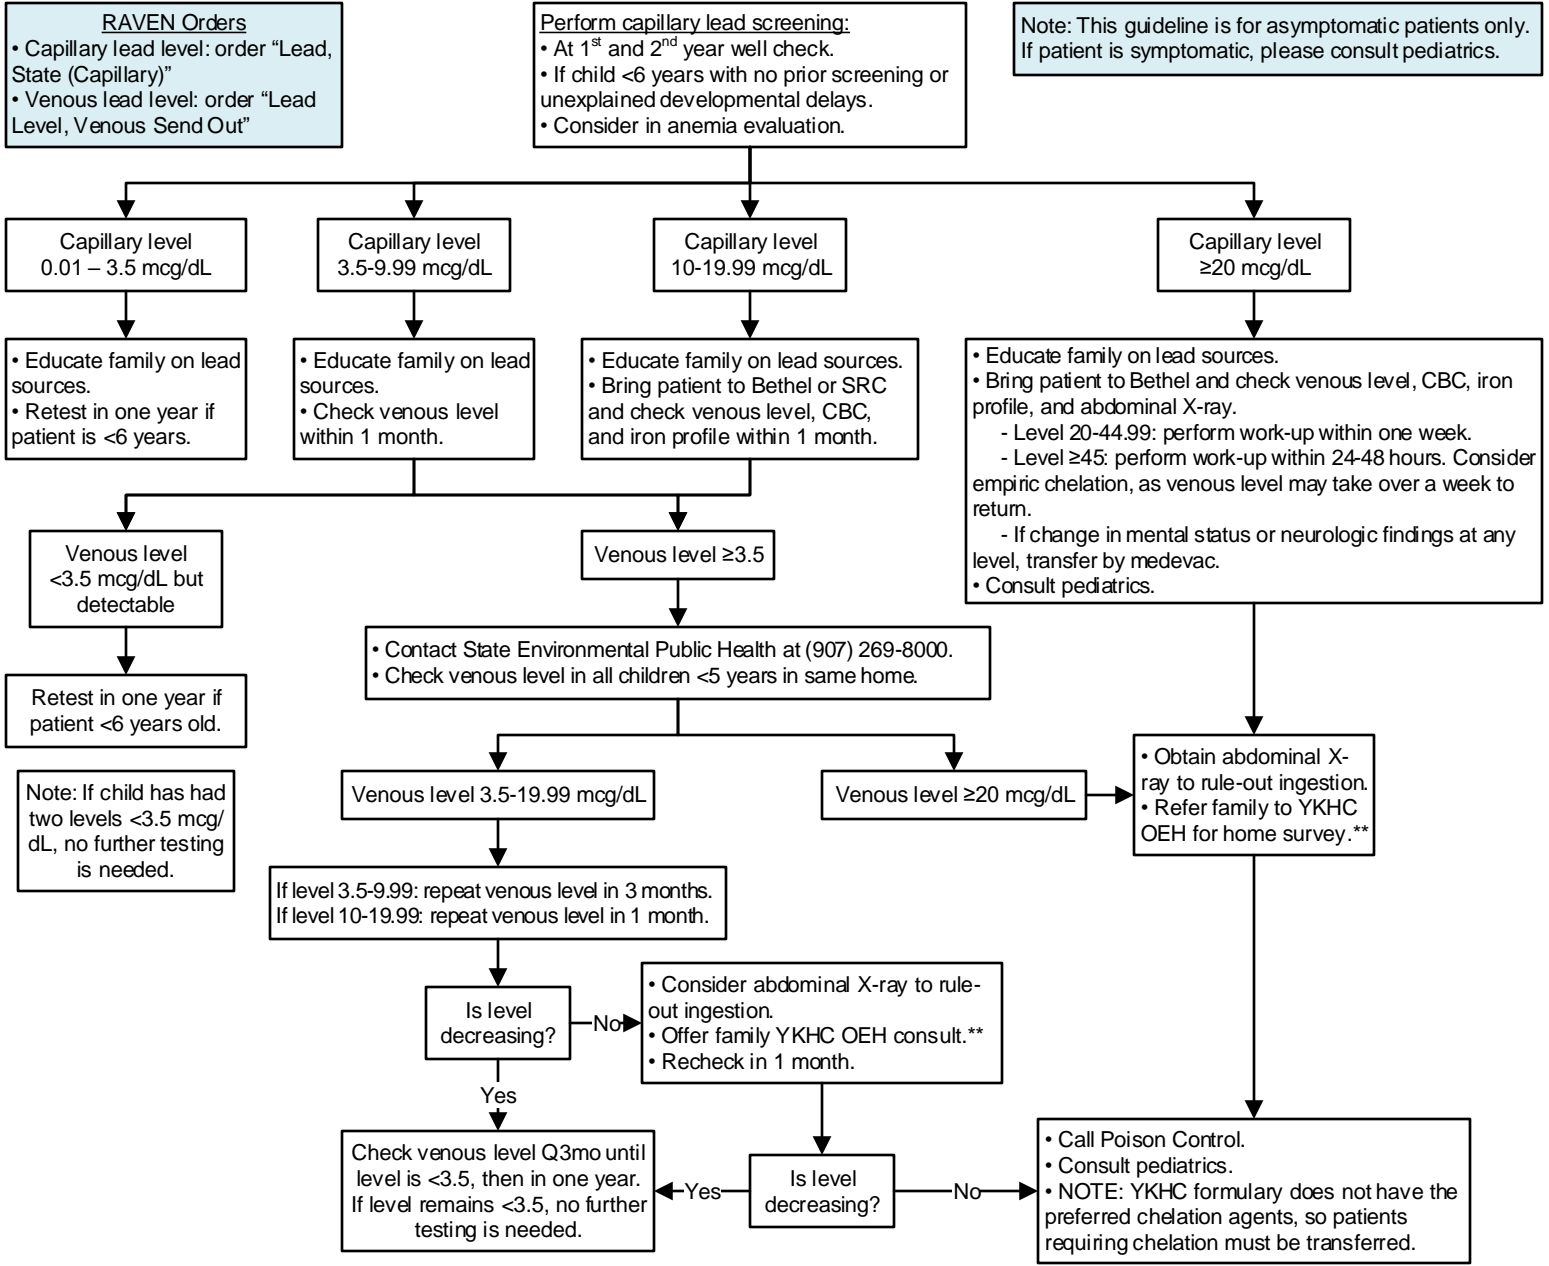 RAVEN Orders
• Capillary lead level: order “Lead,
State (Capillary)”
• Venous lead level: order “Lead
Level, Venous Send Out”
Perform capillary lead screening:
• At 1st and 2nd year well check.
• If child <6 years with no prior screening or
unexplained developmental delays.
• Consider in anemia evaluation.
Note: This guideline is for asymptomatic patients only.
If patient is symptomatic, please consult pediatrics.
Capillary level
0.01 – 3.5 mcg/dL
Capillary level
3.5-9.99 mcg/dL
Capillary level
10-19.99 mcg/dL
Capillary level
≥20 mcg/dL
• Educate family on lead
sources.
• Retest in one year if
patient is <6 years.
• Educate family on lead
sources.
• Check venous level
within 1 month.
• Educate family on lead sources.
• Bring patient to Bethel or SRC
and check venous level, CBC,
and iron profile within 1 month.
• Educate family on lead sources.
• Bring patient to Bethel and check venous level, CBC, iron
profile, and abdominal X-ray.
- Level 20-44.99: perform work-up within one week.
- Level ≥45: perform work-up within 24-48 hours. Consider
empiric chelation, as venous level may take over a week to
return.
- If change in mental status or neurologic findings at any
level, transfer by medevac.
• Consult pediatrics.
Venous level
<3.5 mcg/dL but
detectable
Venous level ≥3.5
• Contact State Environmental Public Health at (907) 269-8000.
• Check venous level in all children <5 years in same home.
Retest in one year if
patient <6 years old.
Note: If child has had
two levels <3.5 mcg/
dL, no further testing
is needed.
Venous level 3.5-19.99 mcg/dL
Venous level ≥20 mcg/dL
• Obtain abdominal X-
ray to rule-out ingestion.
• Refer family to YKHC
OEH for home survey.**
If level 3.5-9.99: repeat venous level in 3 months.
If level 10-19.99: repeat venous level in 1 month.
Is level
decreasing?
No
• Consider abdominal X-ray to rule-
out ingestion.
• Offer family YKHC OEH consult.**
• Recheck in 1 month.
Yes
Check venous level Q3mo until
level is <3.5, then in one year.
If level remains <3.5, no further
testing is needed.
Yes
Is level
decreasing?
No
• Call Poison Control.
• Consult pediatrics.
• NOTE: YKHC formulary does not have the
preferred chelation agents, so patients
requiring chelation must be transferred.